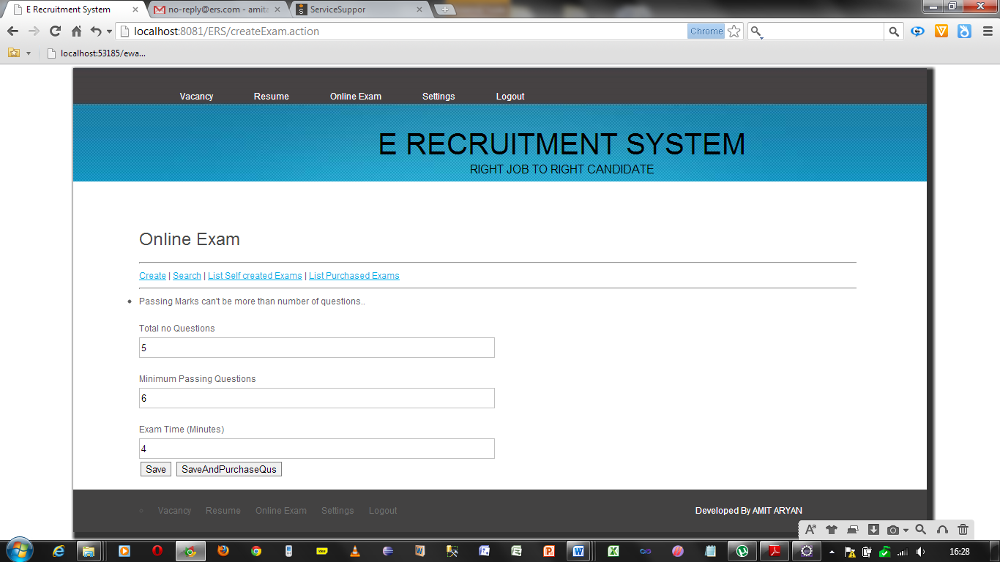 E Recruitment System
no-reply@ers.com - amita
ServiceSuppor
localhost:8081/ERS/createExam.action
Chrome
localhost:53185/ewa...
Vacancy Resume Online Exam Settings Logout
E RECRUITMENT SYSTEM
RIGHT JOB TO RIGHT CANDIDATE
Online Exam
Create | Search | List Self created Exams | List Purchased Exams
Passing Marks can't be more than number of questions..
Total no Questions
5
Minimum Passing Questions
6
Exam Time (Minutes)
4
Save SaveAndPurchaseQus
Vacancy Resume Online Exam Settings Logout
Developed By AMIT ARYAN
16:28